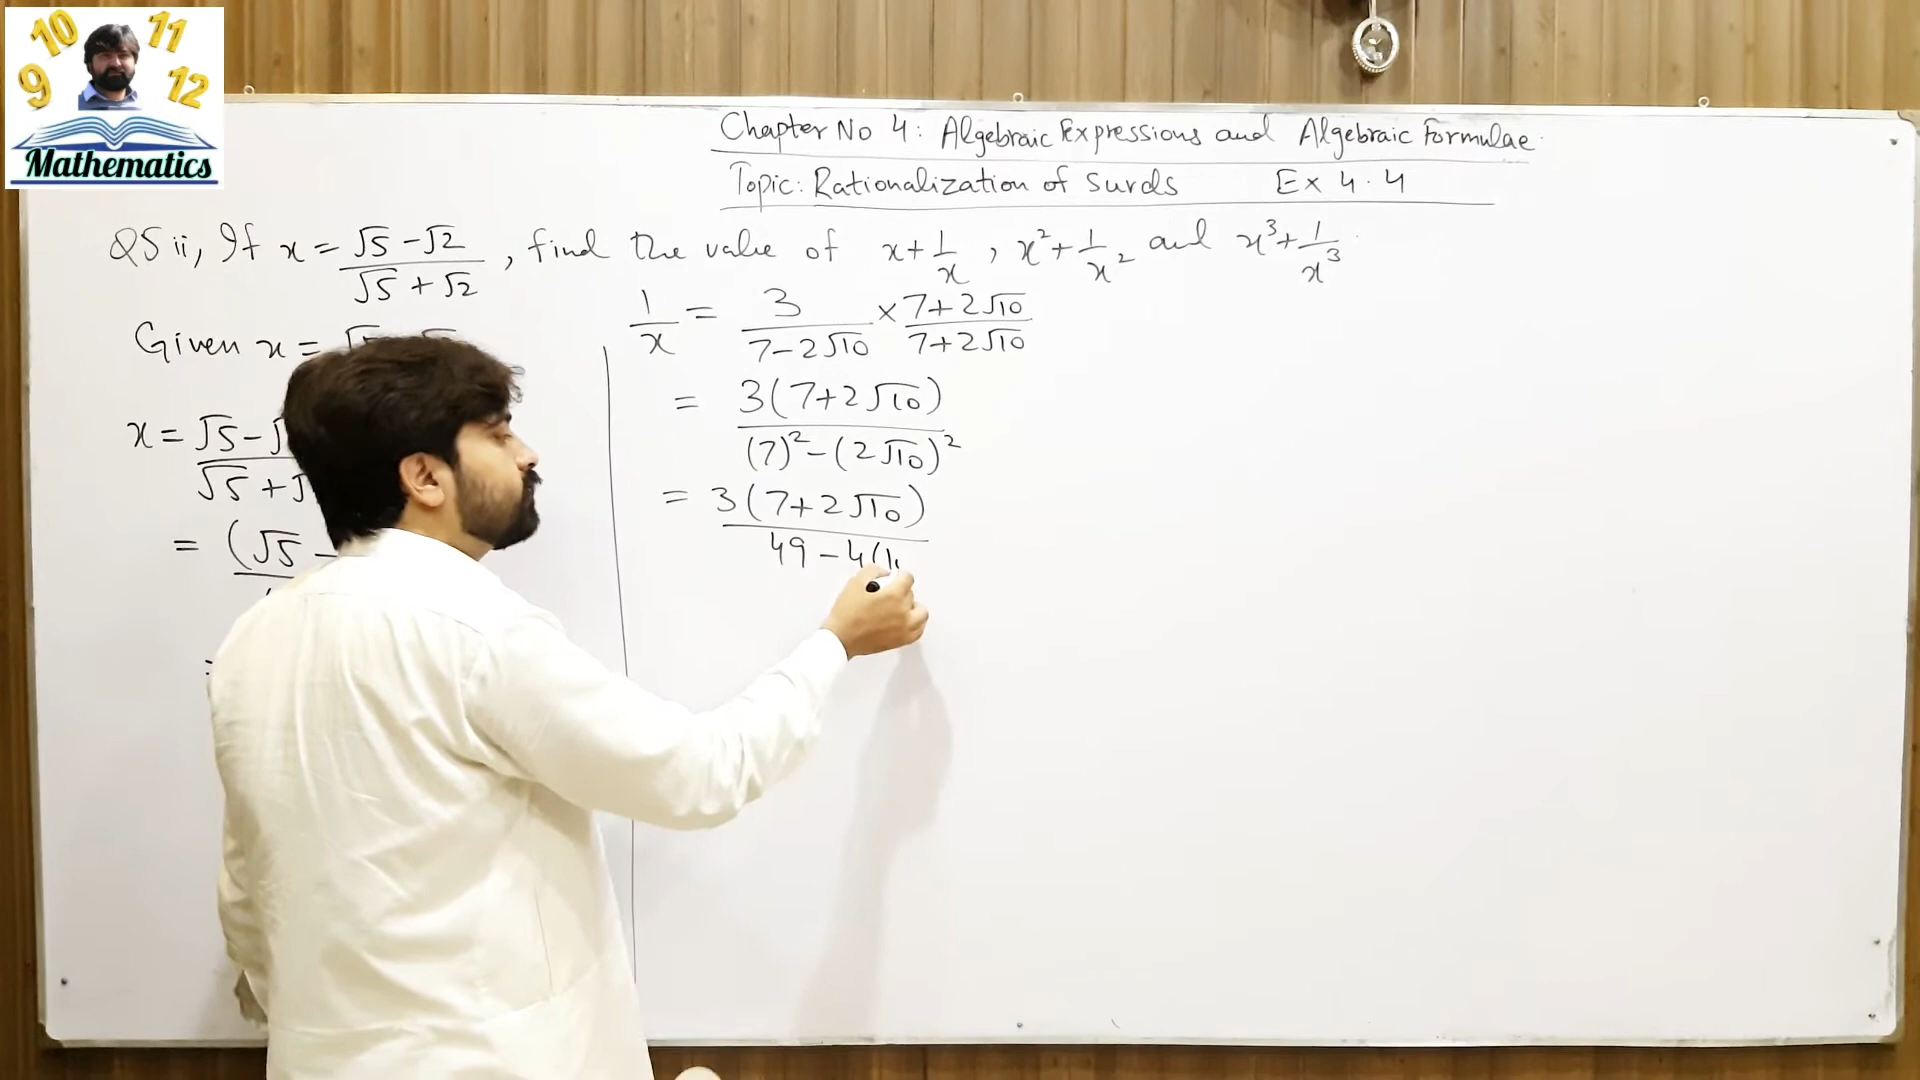 10 11
9 12
Mathematics
Chapter No 4: Algebraic Expressions and Algebraic Formulae.
Topic: Rationalization of Surds Ex 4.4
Q5 ii, If x = (√5 - √2)/(√5 + √2), find the value of x + 1/x, x² + 1/x² and x³ + 1/x³.
Given x =
x = √5 -
√5 +
= (√5 -
1/x = 3/(7 - 2√10) × (7 + 2√10)/(7 + 2√10)
= 3(7 + 2√10)/((7)² - (2√10)²)
= 3(7 + 2√10)/(49 - 4(1